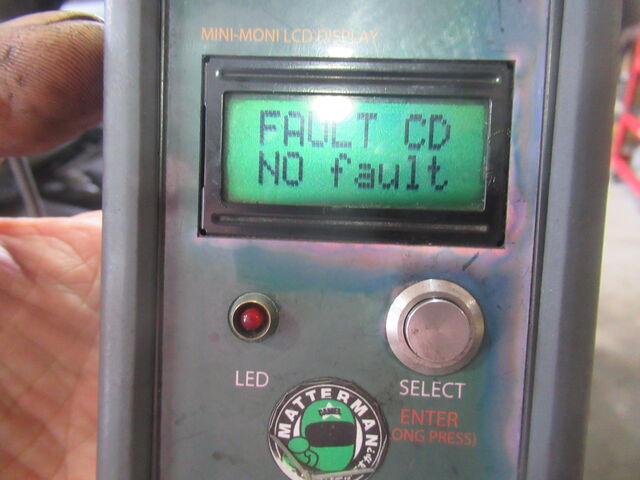 MINI-MONI LCD DISPLAY
FAULT CD
NO fault
LED
SELECT
ENTER
ONG PRESS)
MATTERMAN